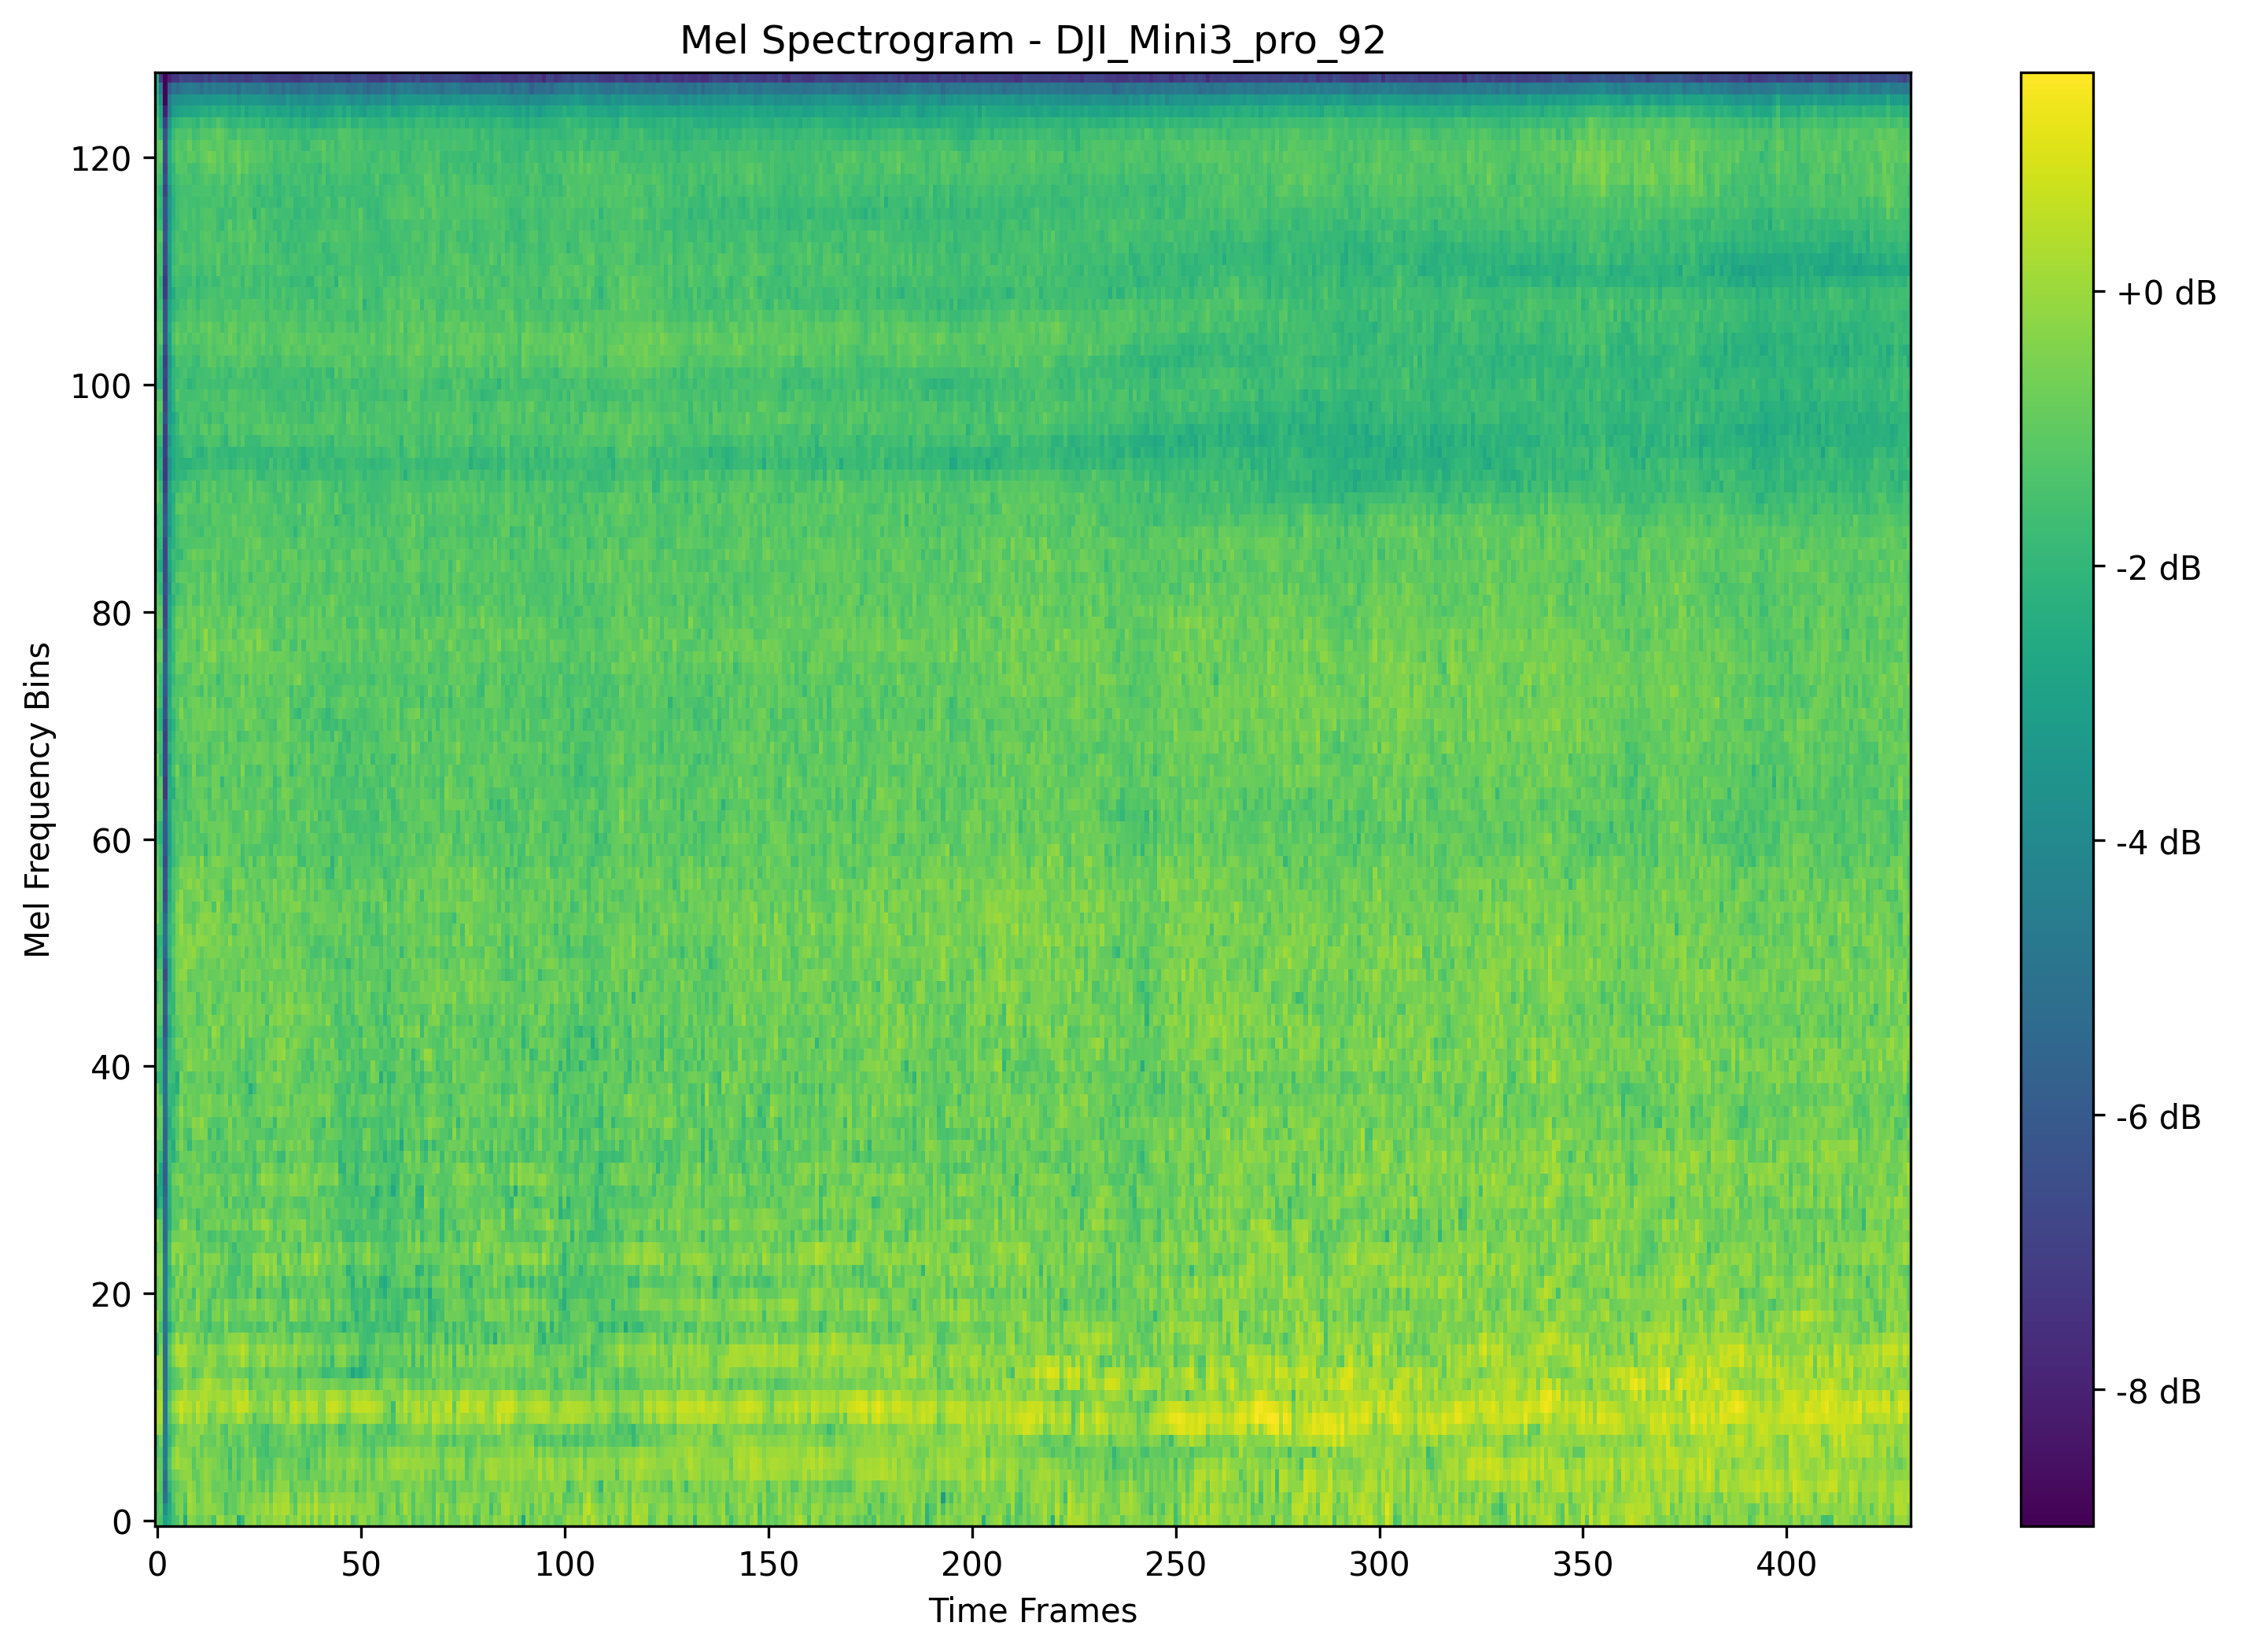 Mel Spectrogram - DJI_Mini3_pro_92
Mel Frequency Bins
120
100
80
60
40
20
0
0 50 100 150 200 250 300 350 400
Time Frames
+0 dB
-2 dB
-4 dB
-6 dB
-8 dB